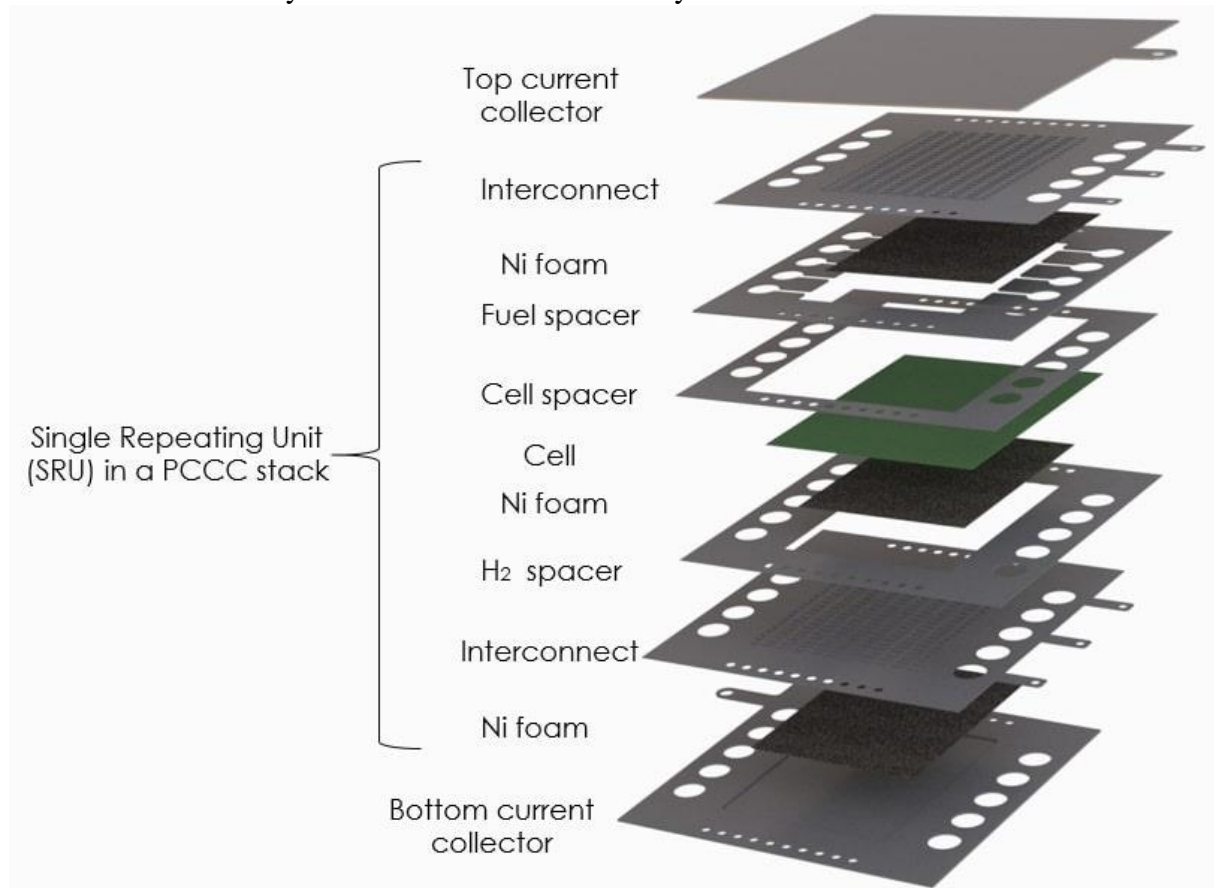 Top current
collector
Interconnect
Ni foam
Fuel spacer
Cell spacer
Single Repeating Unit
(SRU) in a PCCC stack
Cell
Ni foam
H2 spacer
Interconnect
Ni foam
Bottom current
collector